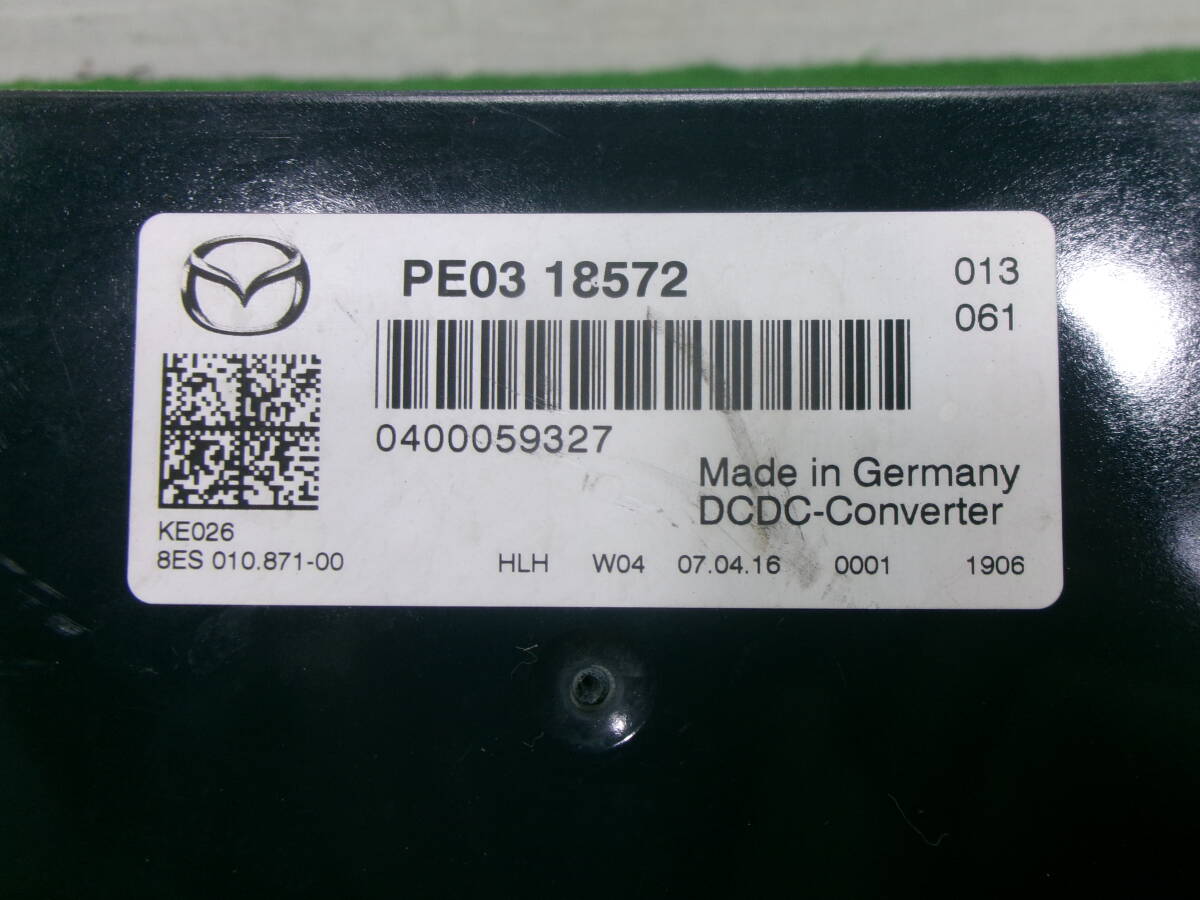 PE03 18572
013
061
0400059327
Made in Germany
DCDC-Converter
KE026
8ES 010.871-00 HLH W04 07.04.16 0001 1906